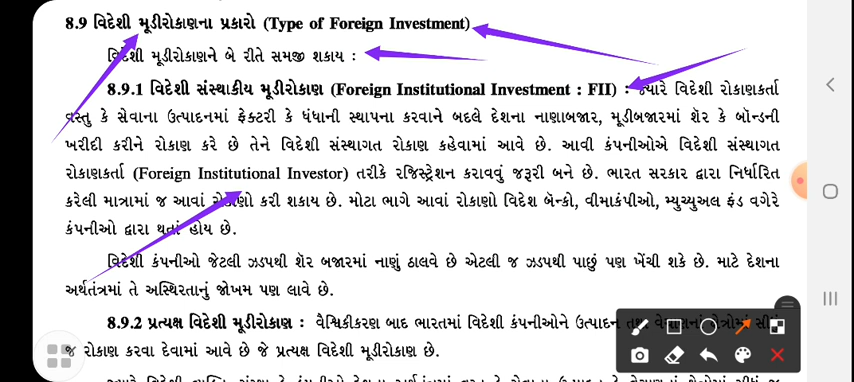 8.9 વિદેશી મૂડીરોકાણના પ્રકારો (Type of Foreign Investment)
વિદેશી મૂડીરોકાણને બે રીતે સમજી શકાય :
8.9.1 વિદેશી સંસ્થાકીય મૂડીરોકાણ (Foreign Institutional Investment : FII) : જ્યારે વિદેશી રોકાણકર્તા
વસ્તુ કે સેવાના ઉત્પાદનમાં ફેક્ટરી કે ધંધાની સ્થાપના કરવાને બદલે દેશના નાણાબજાર, મૂડીબજારમાં શૅર કે બૉન્ડની
ખરીદી કરીને રોકાણ કરે છે તેને વિદેશી સંસ્થાગત રોકાણ કહેવામાં આવે છે. આવી કંપનીઓએ વિદેશી સંસ્થાગત
રોકાણકર્તા (Foreign Institutional Investor) તરીકે રજિસ્ટ્રેશન કરાવવું જરૂરી બને છે. ભારત સરકાર દ્વારા નિર્ધારિત
કરેલી માત્રામાં જ આવાં રોકાણો કરી શકાય છે. મોટા ભાગે આવાં રોકાણો વિદેશ બૅન્કો, વીમાકંપીઓ, મ્યુચ્યુઅલ ફંડ વગેરે
કંપનીઓ દ્વારા થતાં હોય છે.
વિદેશી કંપનીઓ જેટલી ઝડપથી શૅર બજારમાં નાણું ઠાલવે છે એટલી જ ઝડપથી પાછું પણ ખેંચી શકે છે. માટે દેશના
અર્થતંત્રમાં તે અસ્થિરતાનું જોખમ પણ લાવે છે.
8.9.2 પ્રત્યક્ષ વિદેશી મૂડીરોકાણ : વૈશ્વિકીકરણ બાદ ભારતમાં વિદેશી કંપનીઓને ઉત્પાદન
જ રોકાણ કરવા દેવામાં આવે છે જે પ્રત્યક્ષ વિદેશી મૂડીરોકાણ છે.